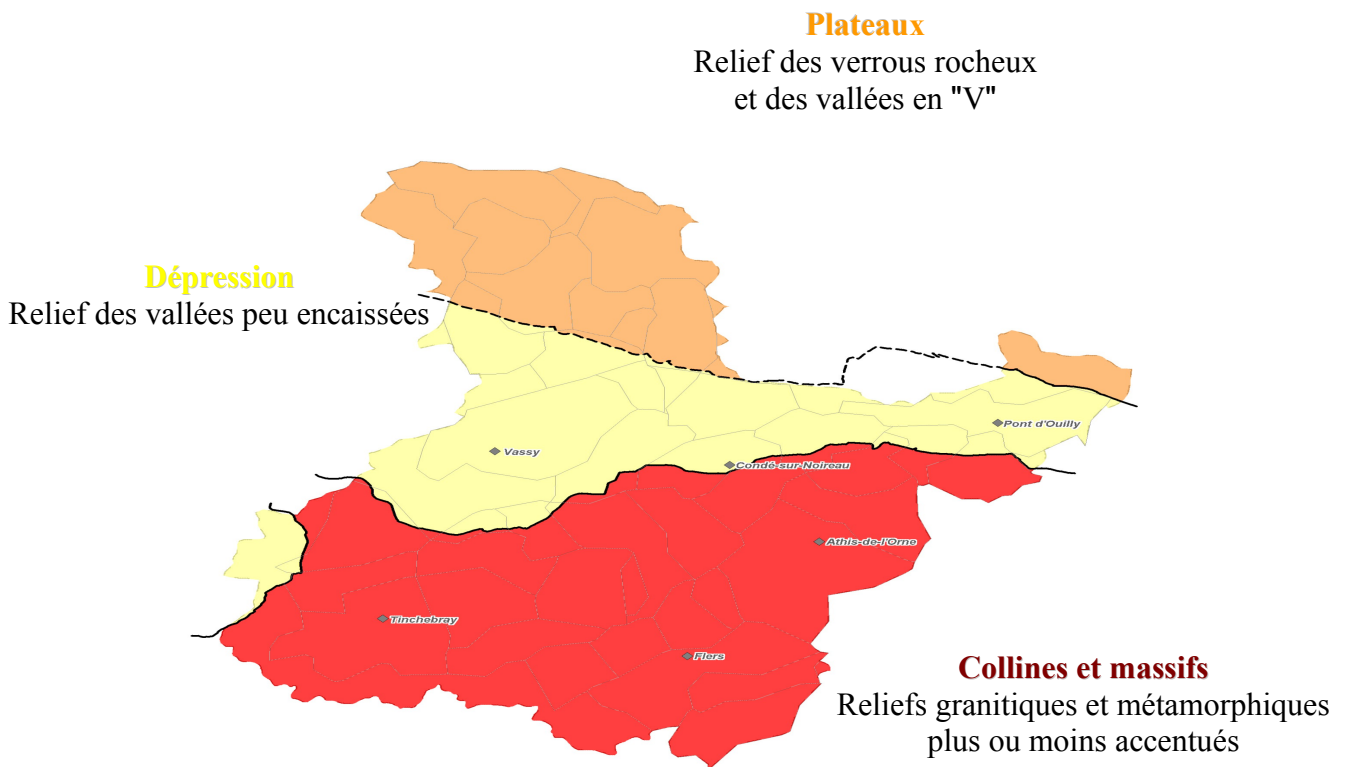 Plateaux
Relief des verrous rocheux
et des vallées en "V"
Dépression
Relief des vallées peu encaissées
Pont d'Ouilly
Vassy
Condé-sur-Noireau
Athis-de-l'Orne
Tinchebray
Flers
Collines et massifs
Reliefs granitiques et métamorphiques
plus ou moins accentués